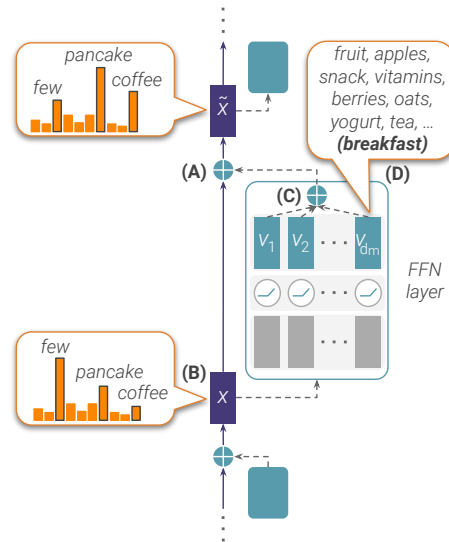 pancake
few
coffee
X̃
fruit, apples,
snack, vitamins,
berries, oats,
yogurt, tea, ...
(breakfast)
(A)
(D)
(C)
V1 V2 · · · Vdm
FFN
layer
· · ·
· · ·
few
pancake
coffee
(B)
X